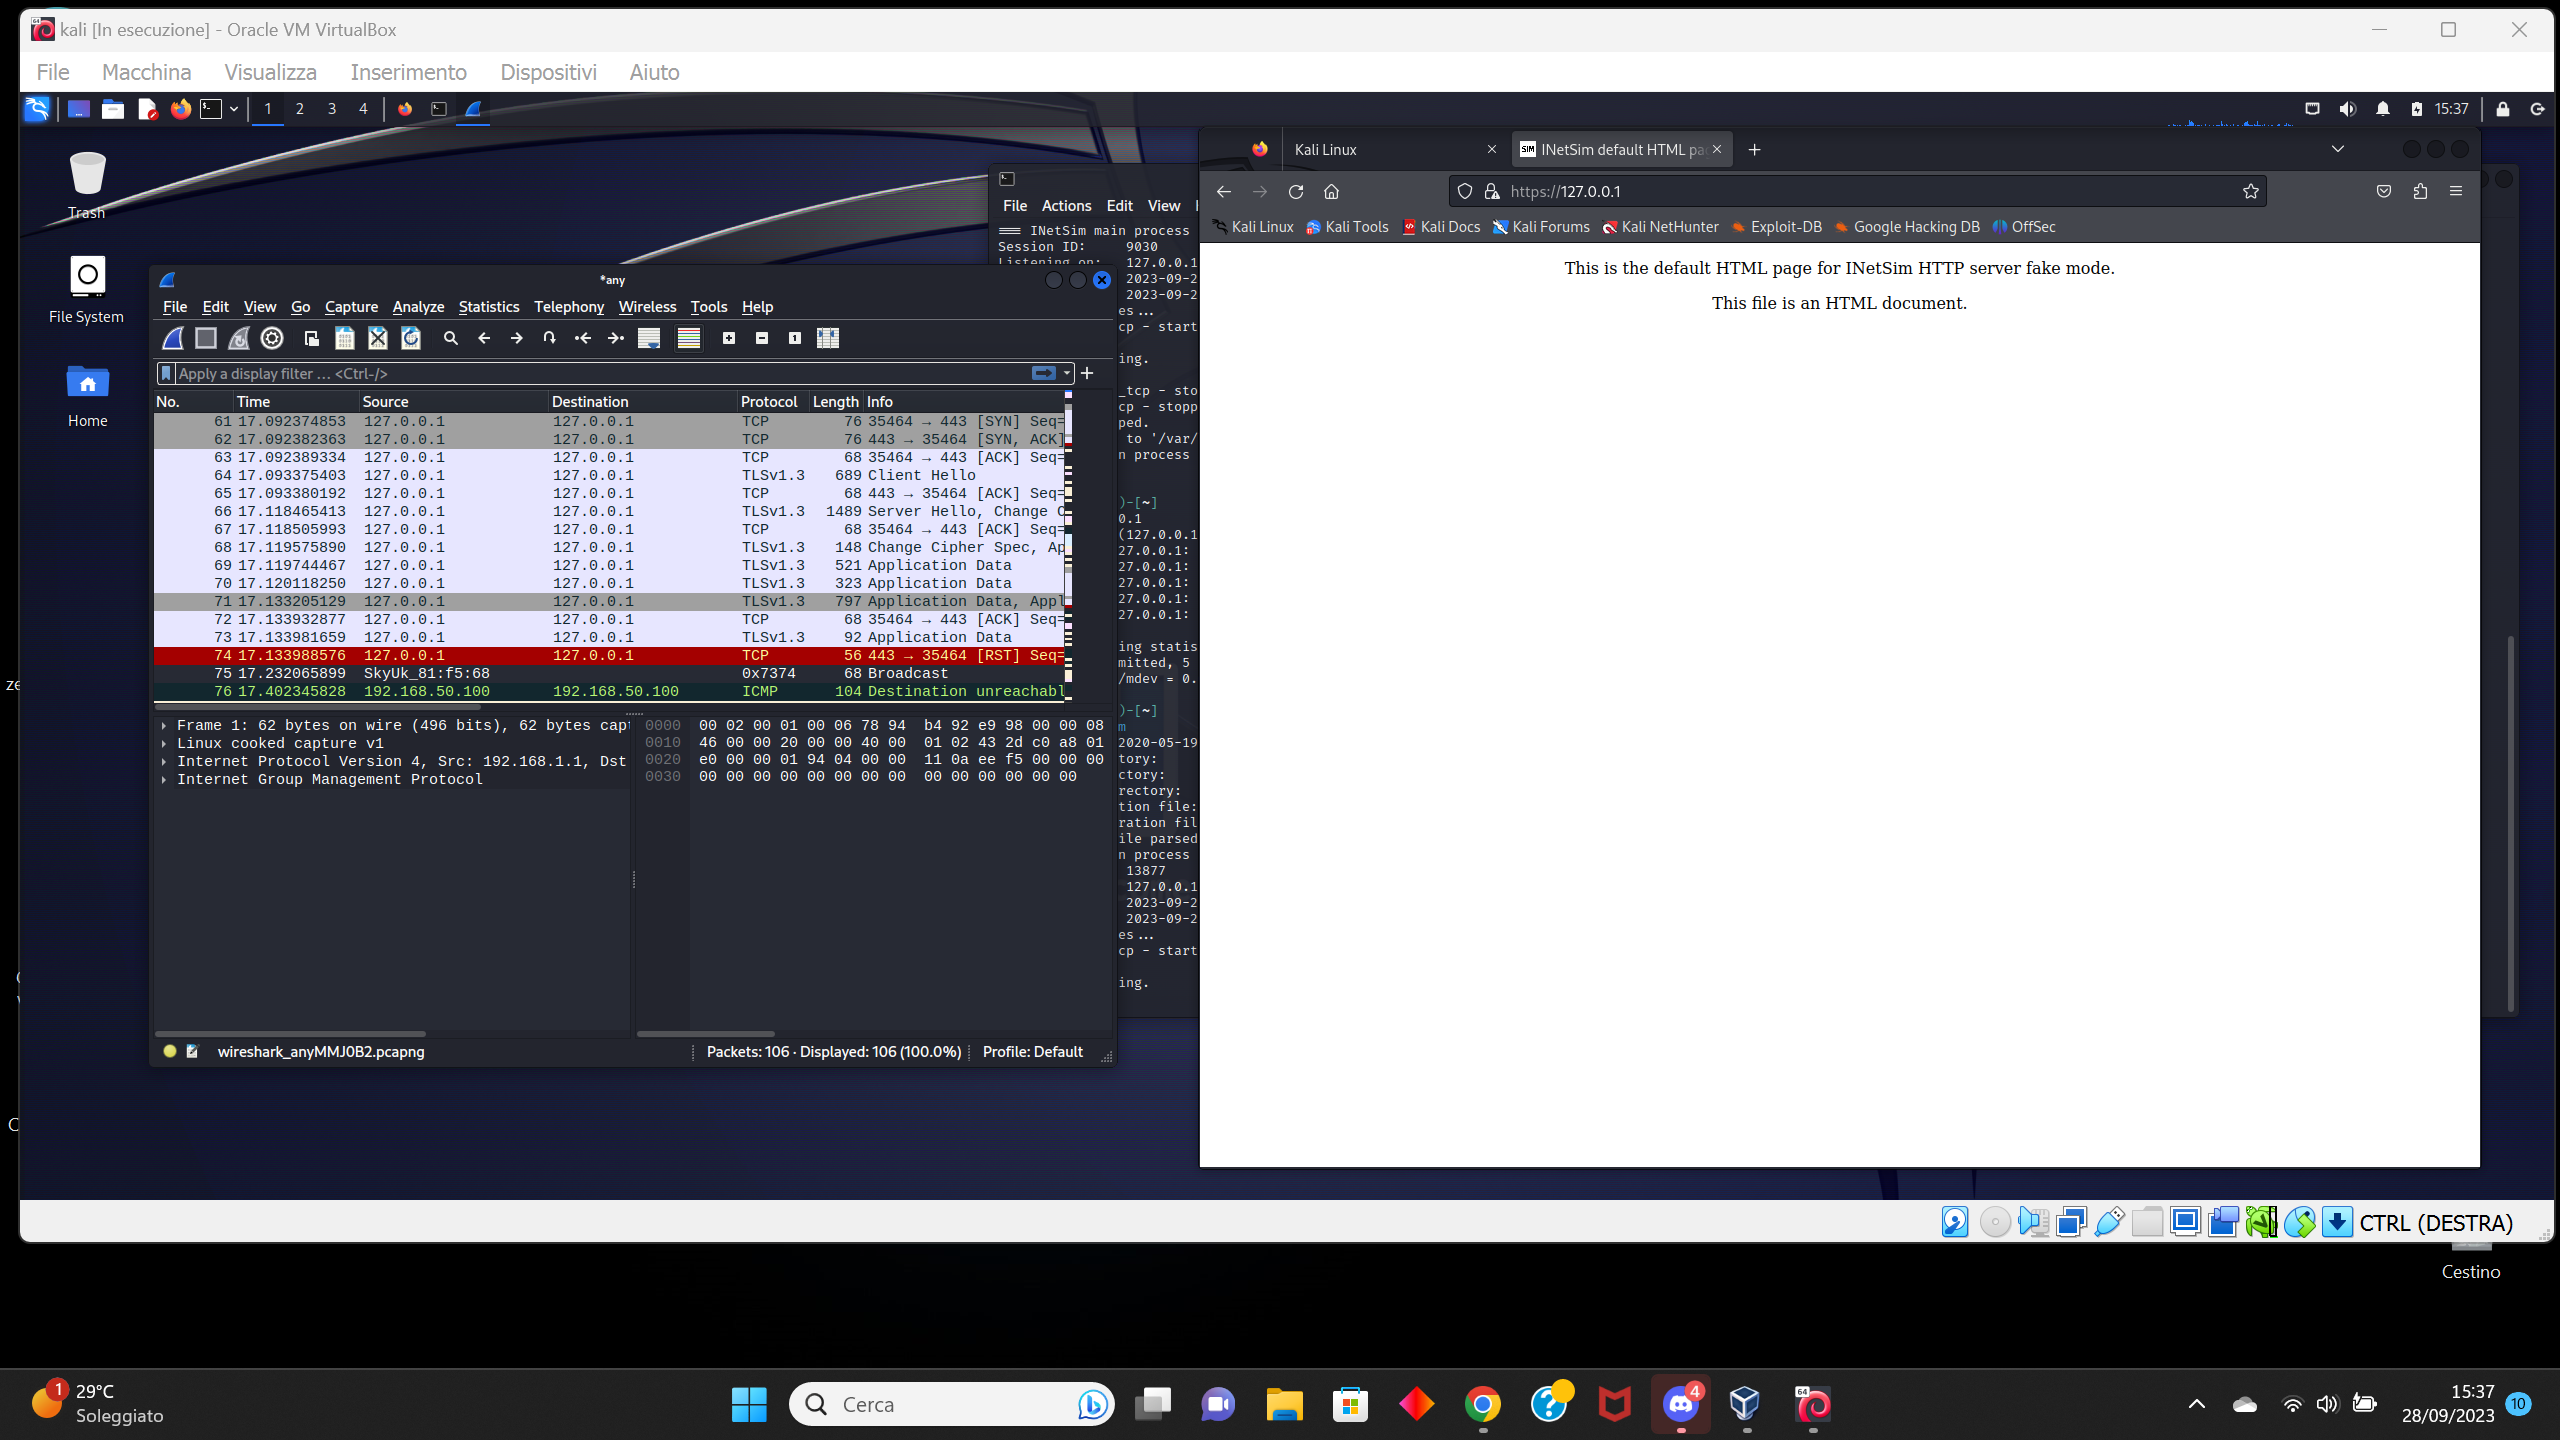 kali [In esecuzione] - Oracle VM VirtualBox
File Macchina Visualizza Inserimento Dispositivi Aiuto
1 2 3 4
15:37
Trash
File System
Home
File Actions Edit View
INetSim main process
Session ID: 9030
Listening on: 127.0.0.1
2023-09-2
2023-09-2
es...
cp - start
ing.
_tcp - sto
cp - stopp
ped.
to '/var/
n process
)-[~]
0.1
(127.0.0.1
27.0.0.1:
27.0.0.1:
27.0.0.1:
27.0.0.1:
27.0.0.1:
ing statis
mitted, 5
/mdev = 0.
)-[~]
m
2020-05-19
tory:
ctory:
rectory:
tion file:
ration fil
ile parsed
n process
13877
127.0.0.1
2023-09-2
2023-09-2
es...
cp - start
ing.
*any
File Edit View Go Capture Analyze Statistics Telephony Wireless Tools Help
Apply a display filter ... <Ctrl-/>
No. Time Source Destination Protocol Length Info
61 17.092374853 127.0.0.1 127.0.0.1 TCP 76 35464 → 443 [SYN] Seq=
62 17.092382363 127.0.0.1 127.0.0.1 TCP 76 443 → 35464 [SYN, ACK]
63 17.092389334 127.0.0.1 127.0.0.1 TCP 68 35464 → 443 [ACK] Seq=
64 17.093375403 127.0.0.1 127.0.0.1 TLSv1.3 689 Client Hello
65 17.093380192 127.0.0.1 127.0.0.1 TCP 68 443 → 35464 [ACK] Seq=
66 17.118465413 127.0.0.1 127.0.0.1 TLSv1.3 1489 Server Hello, Change C
67 17.118505993 127.0.0.1 127.0.0.1 TCP 68 35464 → 443 [ACK] Seq=
68 17.119575890 127.0.0.1 127.0.0.1 TLSv1.3 148 Change Cipher Spec, Ap
69 17.119744467 127.0.0.1 127.0.0.1 TLSv1.3 521 Application Data
70 17.120118250 127.0.0.1 127.0.0.1 TLSv1.3 323 Application Data
71 17.133205129 127.0.0.1 127.0.0.1 TLSv1.3 797 Application Data, Appl
72 17.133932877 127.0.0.1 127.0.0.1 TCP 68 35464 → 443 [ACK] Seq=
73 17.133981659 127.0.0.1 127.0.0.1 TLSv1.3 92 Application Data
74 17.133988576 127.0.0.1 127.0.0.1 TCP 56 443 → 35464 [RST] Seq=
75 17.232065899 SkyUk_81:f5:68 0x7374 68 Broadcast
76 17.402345828 192.168.50.100 192.168.50.100 ICMP 104 Destination unreachabl
Frame 1: 62 bytes on wire (496 bits), 62 bytes capt
Linux cooked capture v1
Internet Protocol Version 4, Src: 192.168.1.1, Dst
Internet Group Management Protocol
0000 00 02 00 01 00 06 78 94 b4 92 e9 98 00 00 08
0010 46 00 00 20 00 00 40 00 01 02 43 2d c0 a8 01
0020 e0 00 00 01 94 04 00 00 11 0a ee f5 00 00 00
0030 00 00 00 00 00 00 00 00 00 00 00 00 00 00
wireshark_anyMMJ0B2.pcapng
Packets: 106 · Displayed: 106 (100.0%)
Profile: Default
Kali Linux
INetSim default HTML pa
https://127.0.0.1
Kali Linux Kali Tools Kali Docs Kali Forums Kali NetHunter Exploit-DB Google Hacking DB OffSec
This is the default HTML page for INetSim HTTP server fake mode.
This file is an HTML document.
CTRL (DESTRA)
Cestino
1
29°C
Soleggiato
Cerca
4
64
15:37
28/09/2023
10